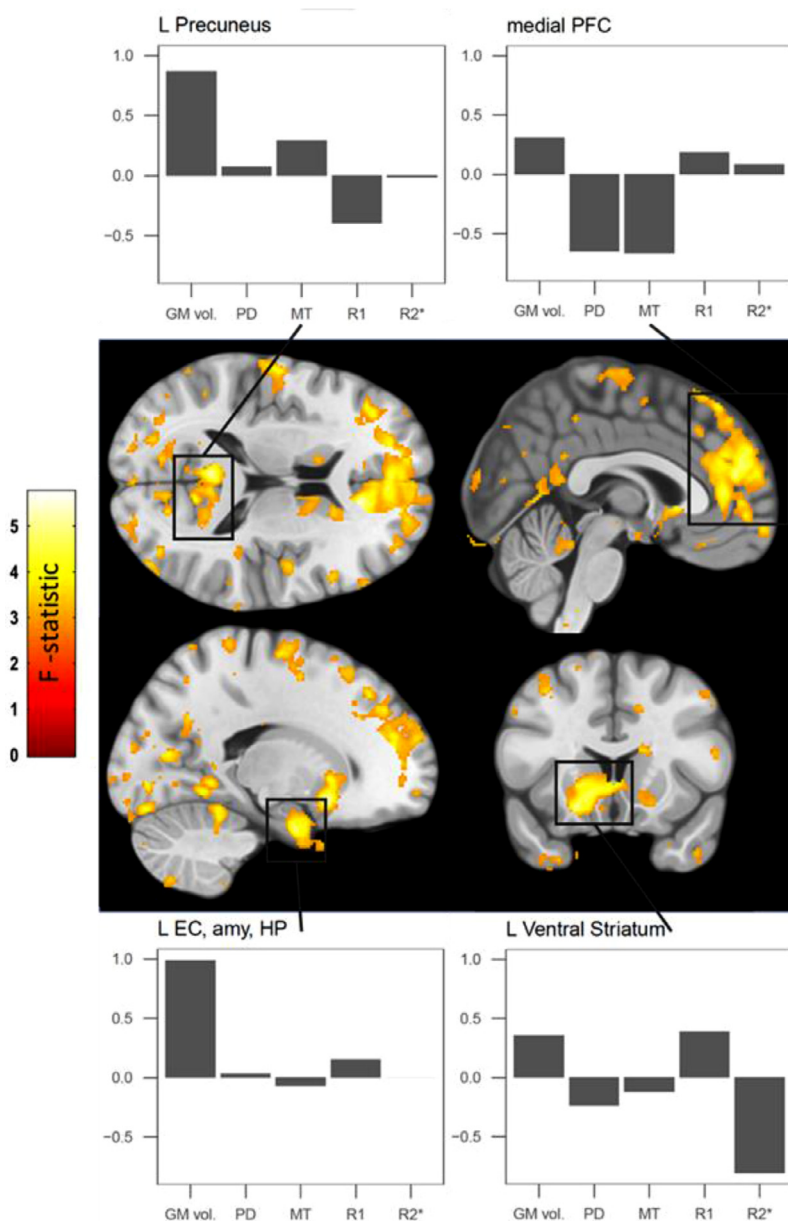 L Precuneus
1.0
0.5
0.0
−0.5
GM vol. PD MT R1 R2*
medial PFC
1.0
0.5
0.0
−0.5
GM vol. PD MT R1 R2*
5
4
3
2
1
0
F -statistic
L EC, amy, HP
1.0
0.5
0.0
−0.5
GM vol. PD MT R1 R2*
L Ventral Striatum
1.0
0.5
0.0
−0.5
GM vol. PD MT R1 R2*